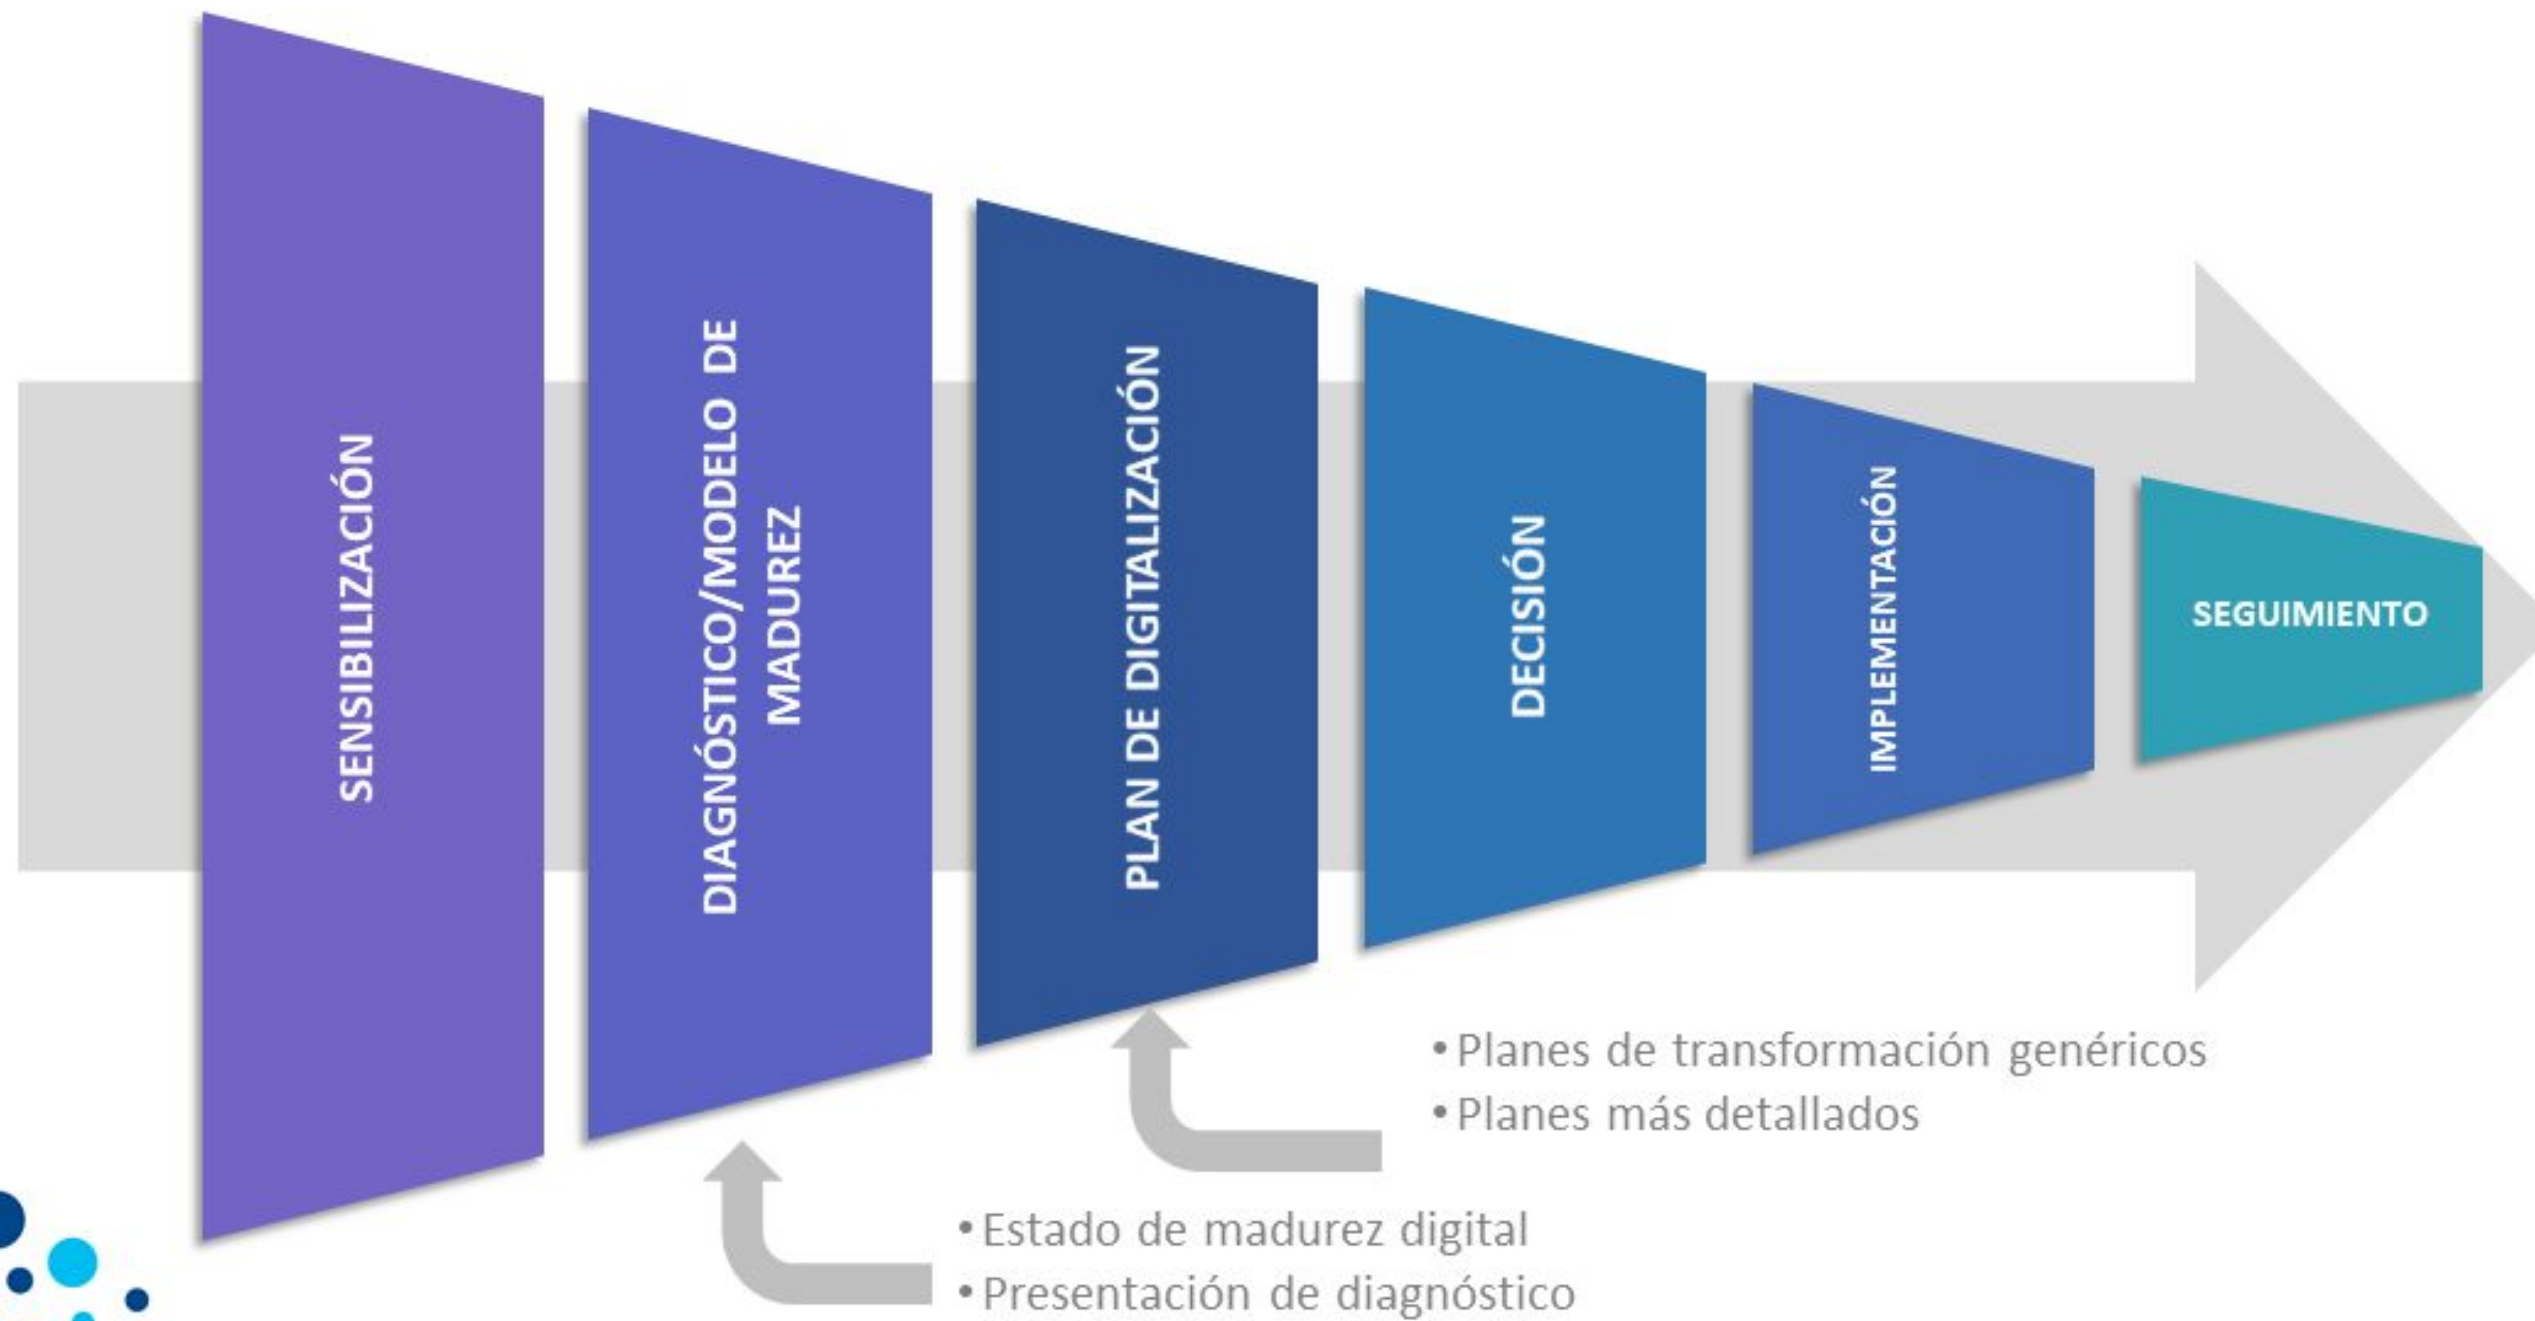 SENSIBILIZACIÓN
DIAGNÓSTICO/MODELO DE
MADUREZ
PLAN DE DIGITALIZACIÓN
DECISIÓN
IMPLEMENTACIÓN
SEGUIMIENTO
• Planes de transformación genéricos
• Planes más detallados
• Estado de madurez digital
• Presentación de diagnóstico